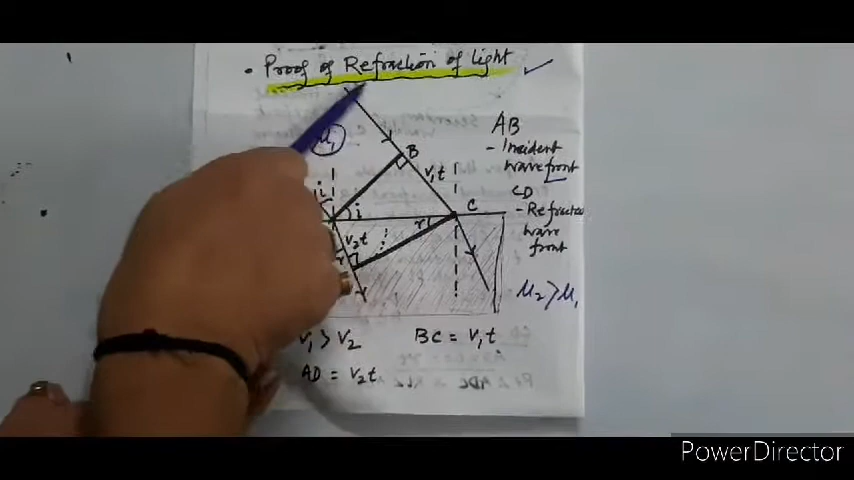 • Proof of Refraction of light
μ₁
B
AB
- Incident
wavefront
v₁t
i
i
C
CD
- Refracted
wave
front
r
v₂t
r
μ₂ > μ₁
v₁ > v₂
BC = v₁t
AD = v₂t
PowerDirector